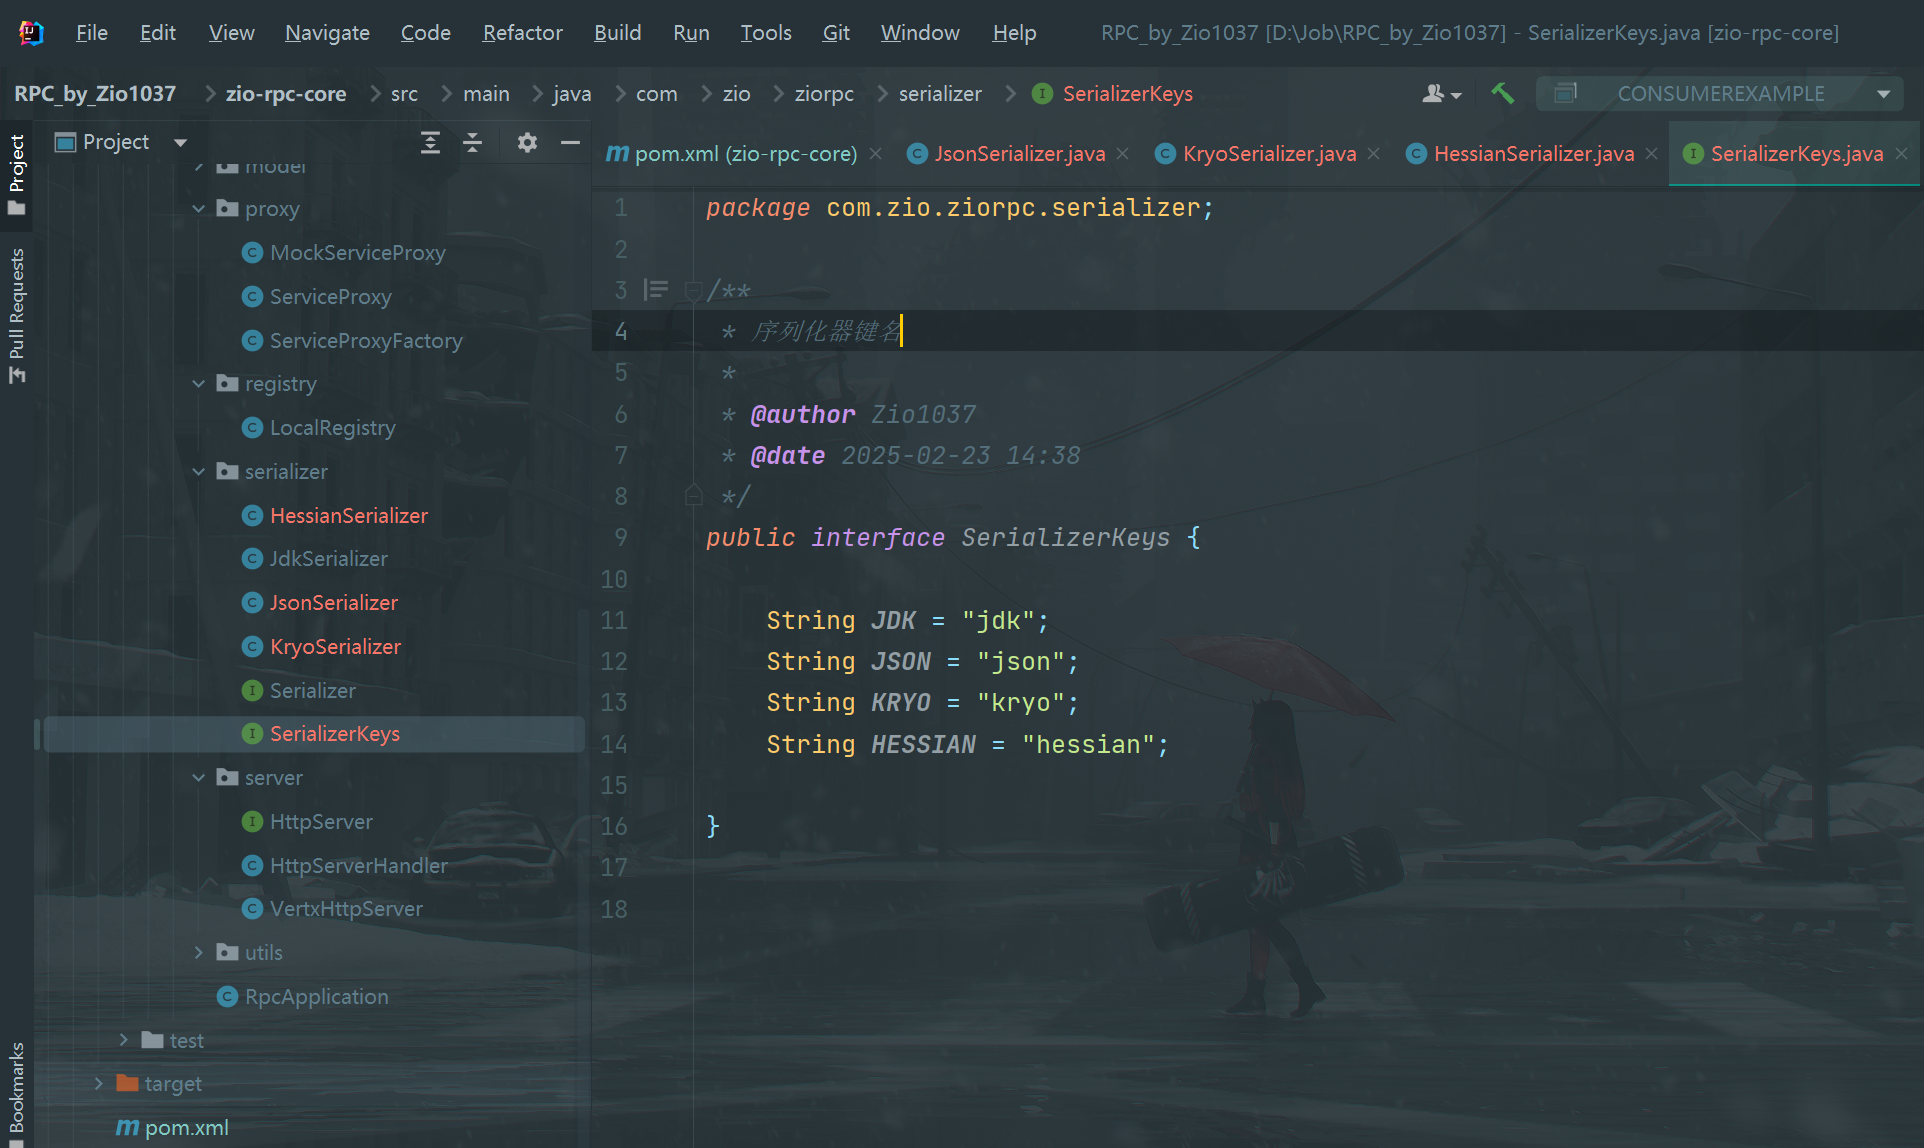 File Edit View Navigate Code Refactor Build Run Tools Git Window Help RPC_by_Zio1037 [D:\Job\RPC_by_Zio1037] - SerializerKeys.java [zio-rpc-core]
RPC_by_Zio1037 zio-rpc-core src main java com zio ziorpc serializer SerializerKeys CONSUMEREXAMPLE
Project
Pull Requests
Bookmarks
Project
model
proxy
MockServiceProxy
ServiceProxy
ServiceProxyFactory
registry
LocalRegistry
serializer
HessianSerializer
JdkSerializer
JsonSerializer
KryoSerializer
Serializer
SerializerKeys
server
HttpServer
HttpServerHandler
VertxHttpServer
utils
RpcApplication
test
target
pom.xml
pom.xml (zio-rpc-core) JsonSerializer.java KryoSerializer.java HessianSerializer.java SerializerKeys.java
1 package com.zio.ziorpc.serializer;
2
3 /**
4 * 序列化器键名
5 *
6 * @author Zio1037
7 * @date 2025-02-23 14:38
8 */
9 public interface SerializerKeys {
10
11 String JDK = "jdk";
12 String JSON = "json";
13 String KRYO = "kryo";
14 String HESSIAN = "hessian";
15
16 }
17
18